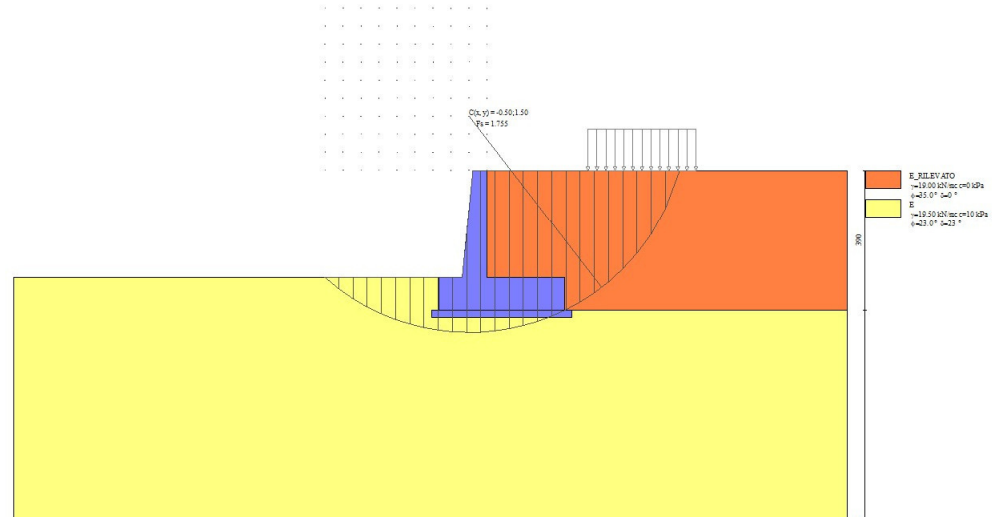 C(x, y) = -0.50;1.50
Fs = 1.755
E_RILEVATO
γ=19.00 kN/mc c=0 kPa
ϕ=35.0° δ=0 °
E
γ=19.50 kN/mc c=10 kPa
ϕ=23.0° δ=23 °
390